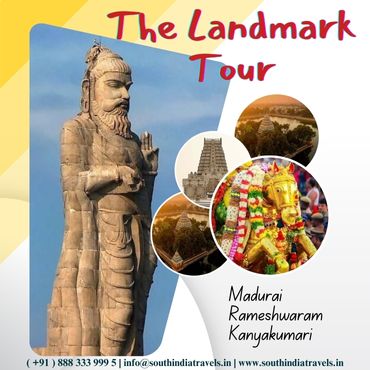 The Landmark
Tour
Madurai
Rameshwaram
Kanyakumari
( +91 ) 888 333 999 5 | info@southindiatravels.in | www.southindiatravels.in